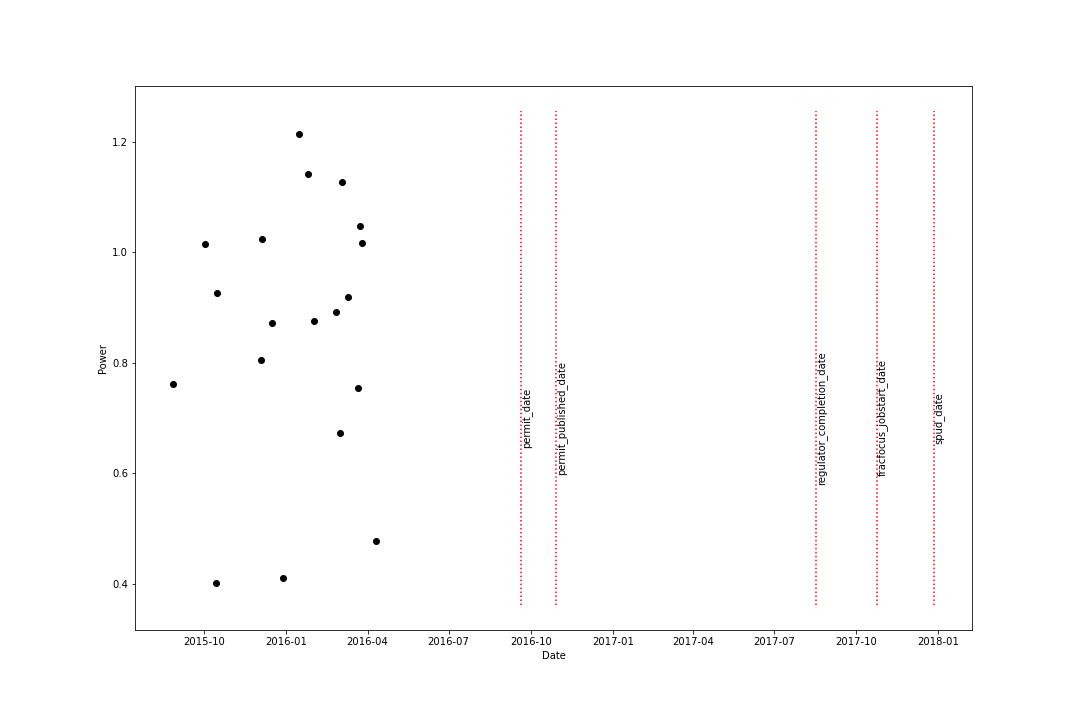 1.2
1.0
0.8
0.6
0.4
Power
permit_date
permit_published_date
regulator_completion_date
fracfocus_jobstart_date
spud_date
2015-10 2016-01 2016-04 2016-07 2016-10 2017-01 2017-04 2017-07 2017-10 2018-01
Date